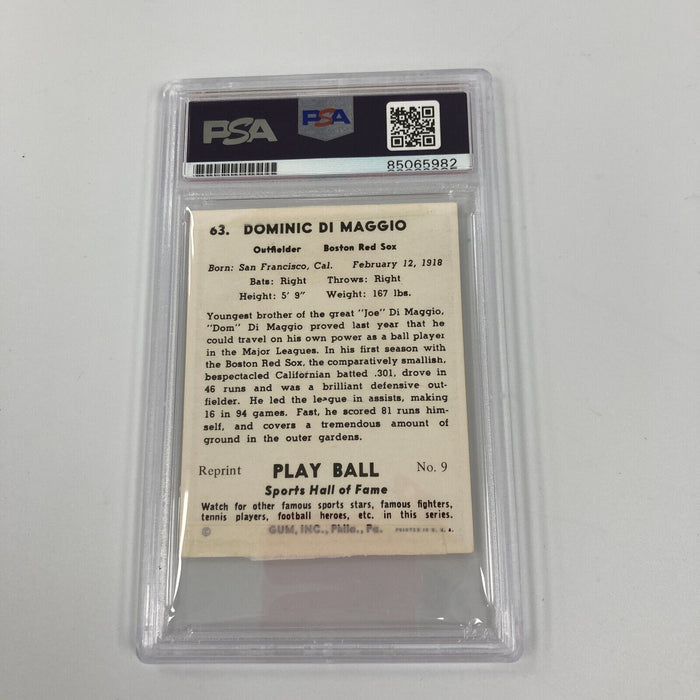 PSA
PSA
85065982
63. DOMINIC DI MAGGIO
Outfielder Boston Red Sox
Born: San Francisco, Cal. February 12, 1918
Bats: Right Throws: Right
Height: 5' 9" Weight: 167 lbs.
Youngest brother of the great "Joe" Di Maggio,
"Dom" Di Maggio proved last year that he
could travel on his own power as a ball player
in the Major Leagues. In his first season with
the Boston Red Sox, the comparatively smallish,
bespectacled Californian batted .301, drove in
46 runs and was a brilliant defensive out-
fielder. He led the league in assists, making
16 in 94 games. Fast, he scored 81 runs him-
self, and covers a tremendous amount of
ground in the outer gardens.
Reprint PLAY BALL No. 9
Sports Hall of Fame
Watch for other famous sports stars, famous fighters,
tennis players, football heroes, etc. in this series.
© GUM, INC., Phila., Pa. PRINTED IN U. S. A.